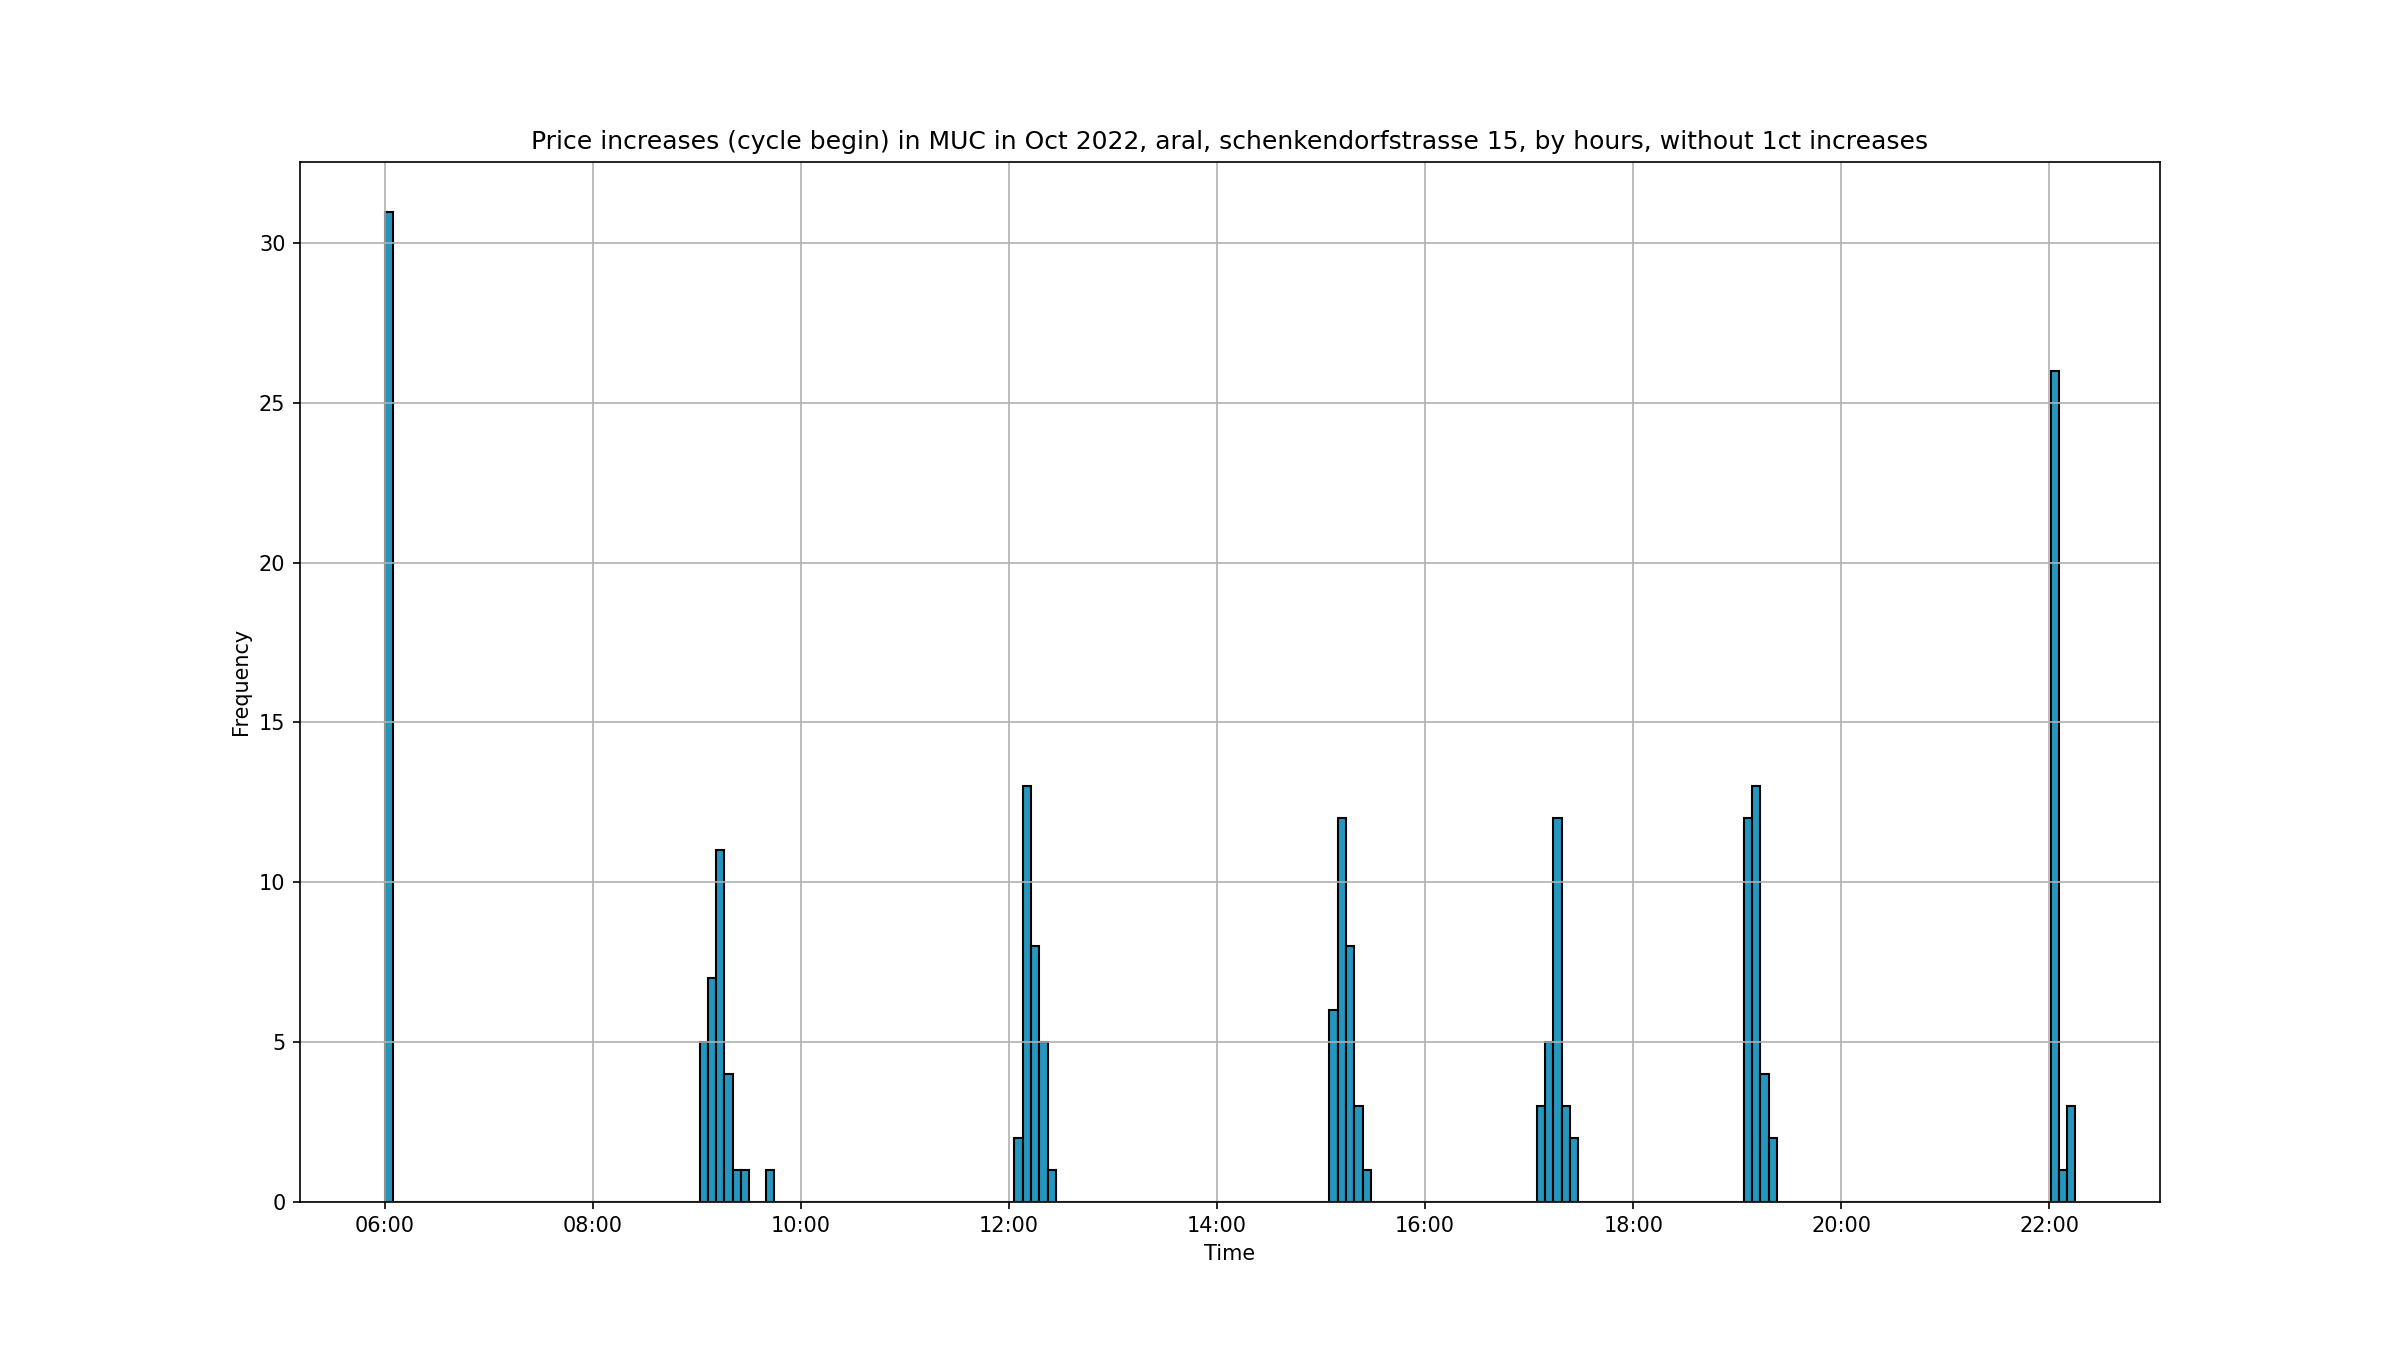 Price increases (cycle begin) in MUC in Oct 2022, aral, schenkendorfstrasse 15, by hours, without 1ct increases
30
25
20
15
10
5
0
Frequency
06:00 08:00 10:00 12:00 14:00 16:00 18:00 20:00 22:00
Time